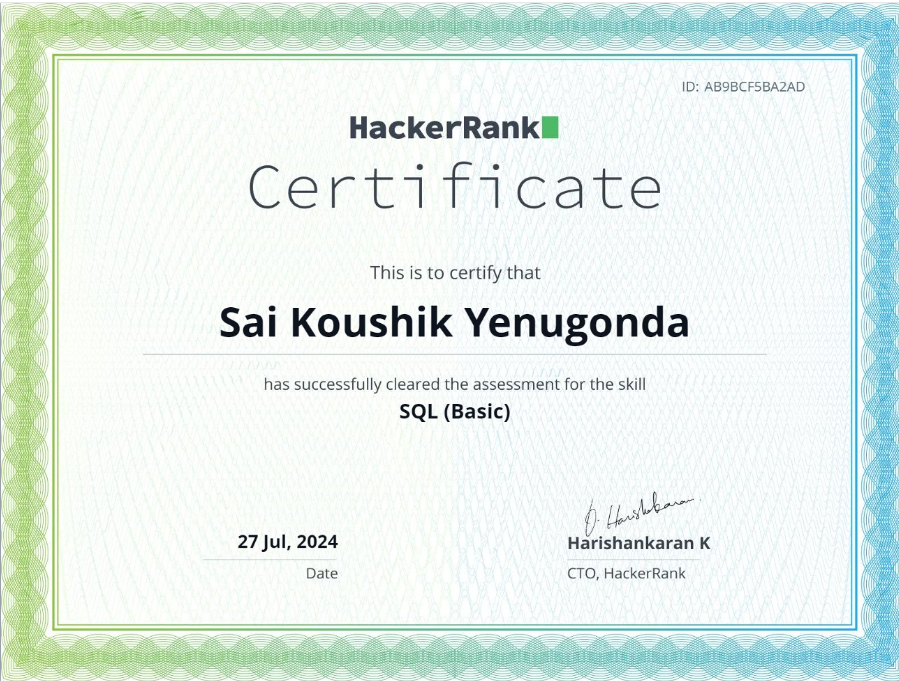 ID: AB9BCF5BA2AD
HackerRank
Certificate
This is to certify that
Sai Koushik Yenugonda
has successfully cleared the assessment for the skill
SQL (Basic)
27 Jul, 2024
Date
Harishankaran K
CTO, HackerRank